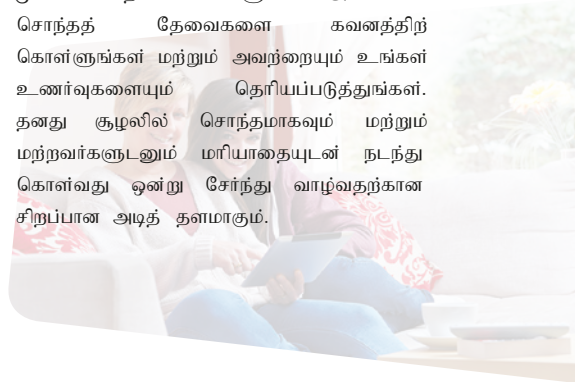 சொந்தத் தேவைகளை கவனத்திற்
கொள்ளுங்கள் மற்றும் அவற்றையும் உங்கள்
உணர்வுகளையும் தெரியப்படுத்துங்கள்.
தனது சூழலில் சொந்தமாகவும் மற்றும்
மற்றவர்களுடனும் மரியாதையுடன் நடந்து
கொள்வது ஒன்று சேர்ந்து வாழ்வதற்கான
சிறப்பான அடித் தளமாகும்.